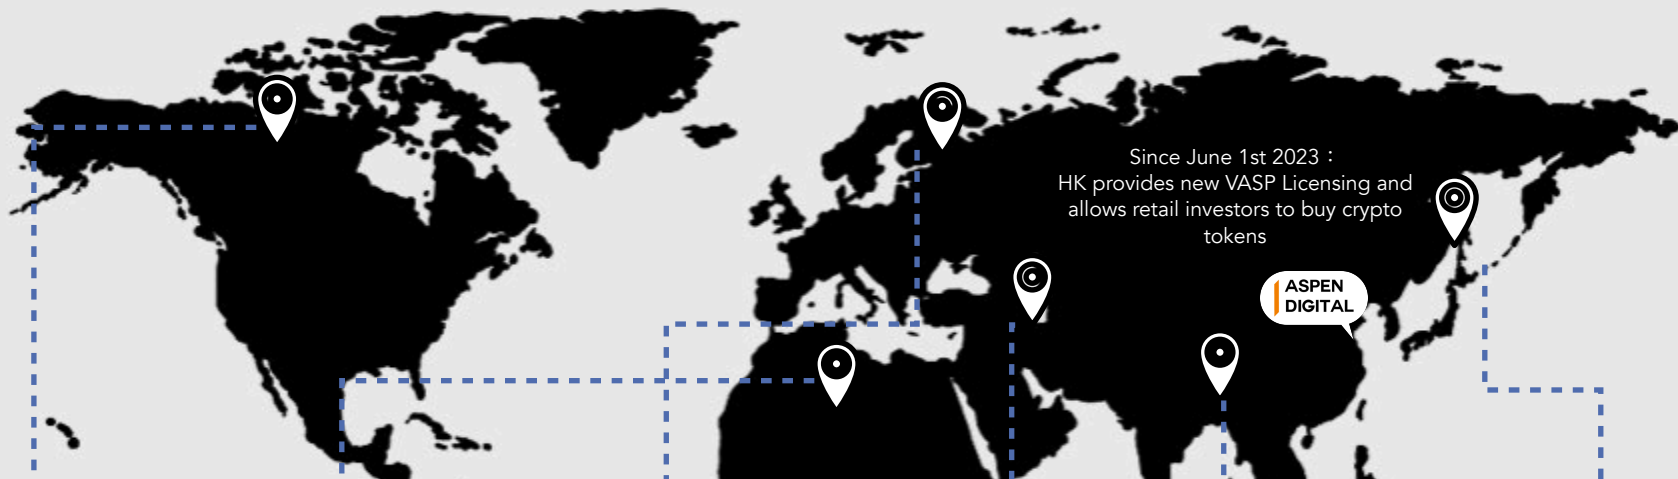 Since June 1st 2023：
HK provides new VASP Licensing and
allows retail investors to buy crypto
tokens
ASPEN
DIGITAL